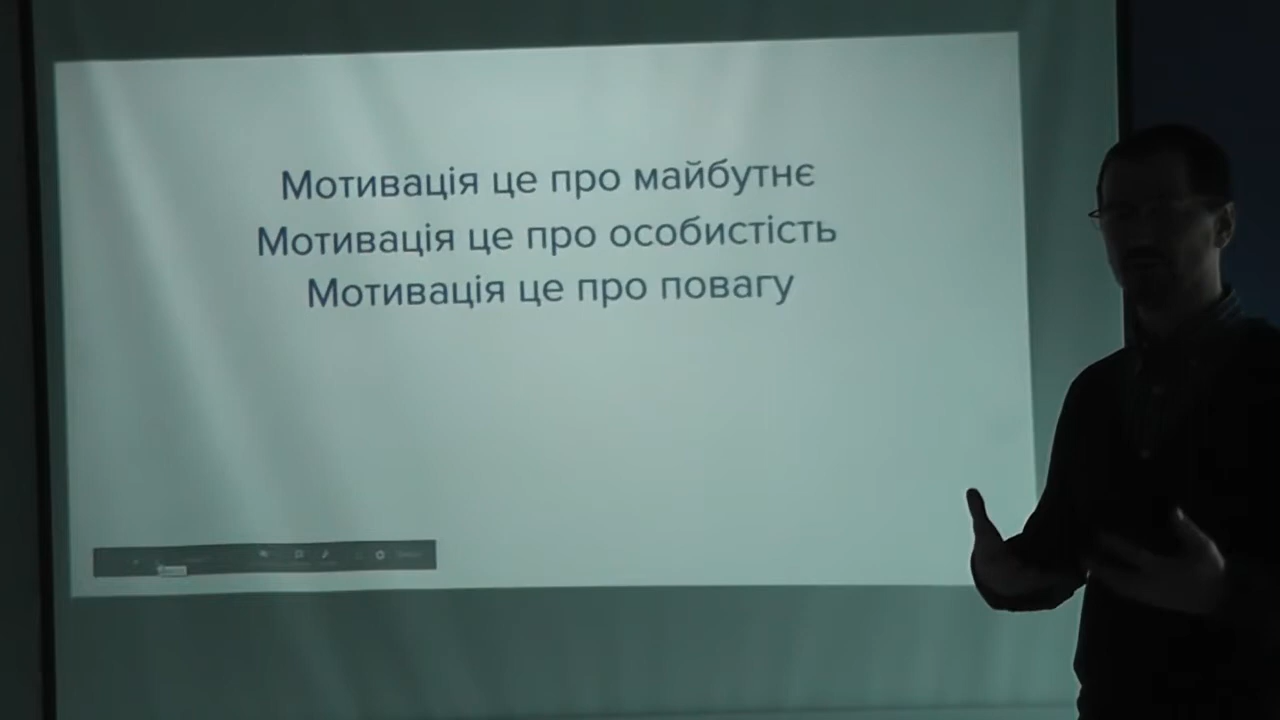 Мотивація це про майбутнє
Мотивація це про особистість
Мотивація це про повагу